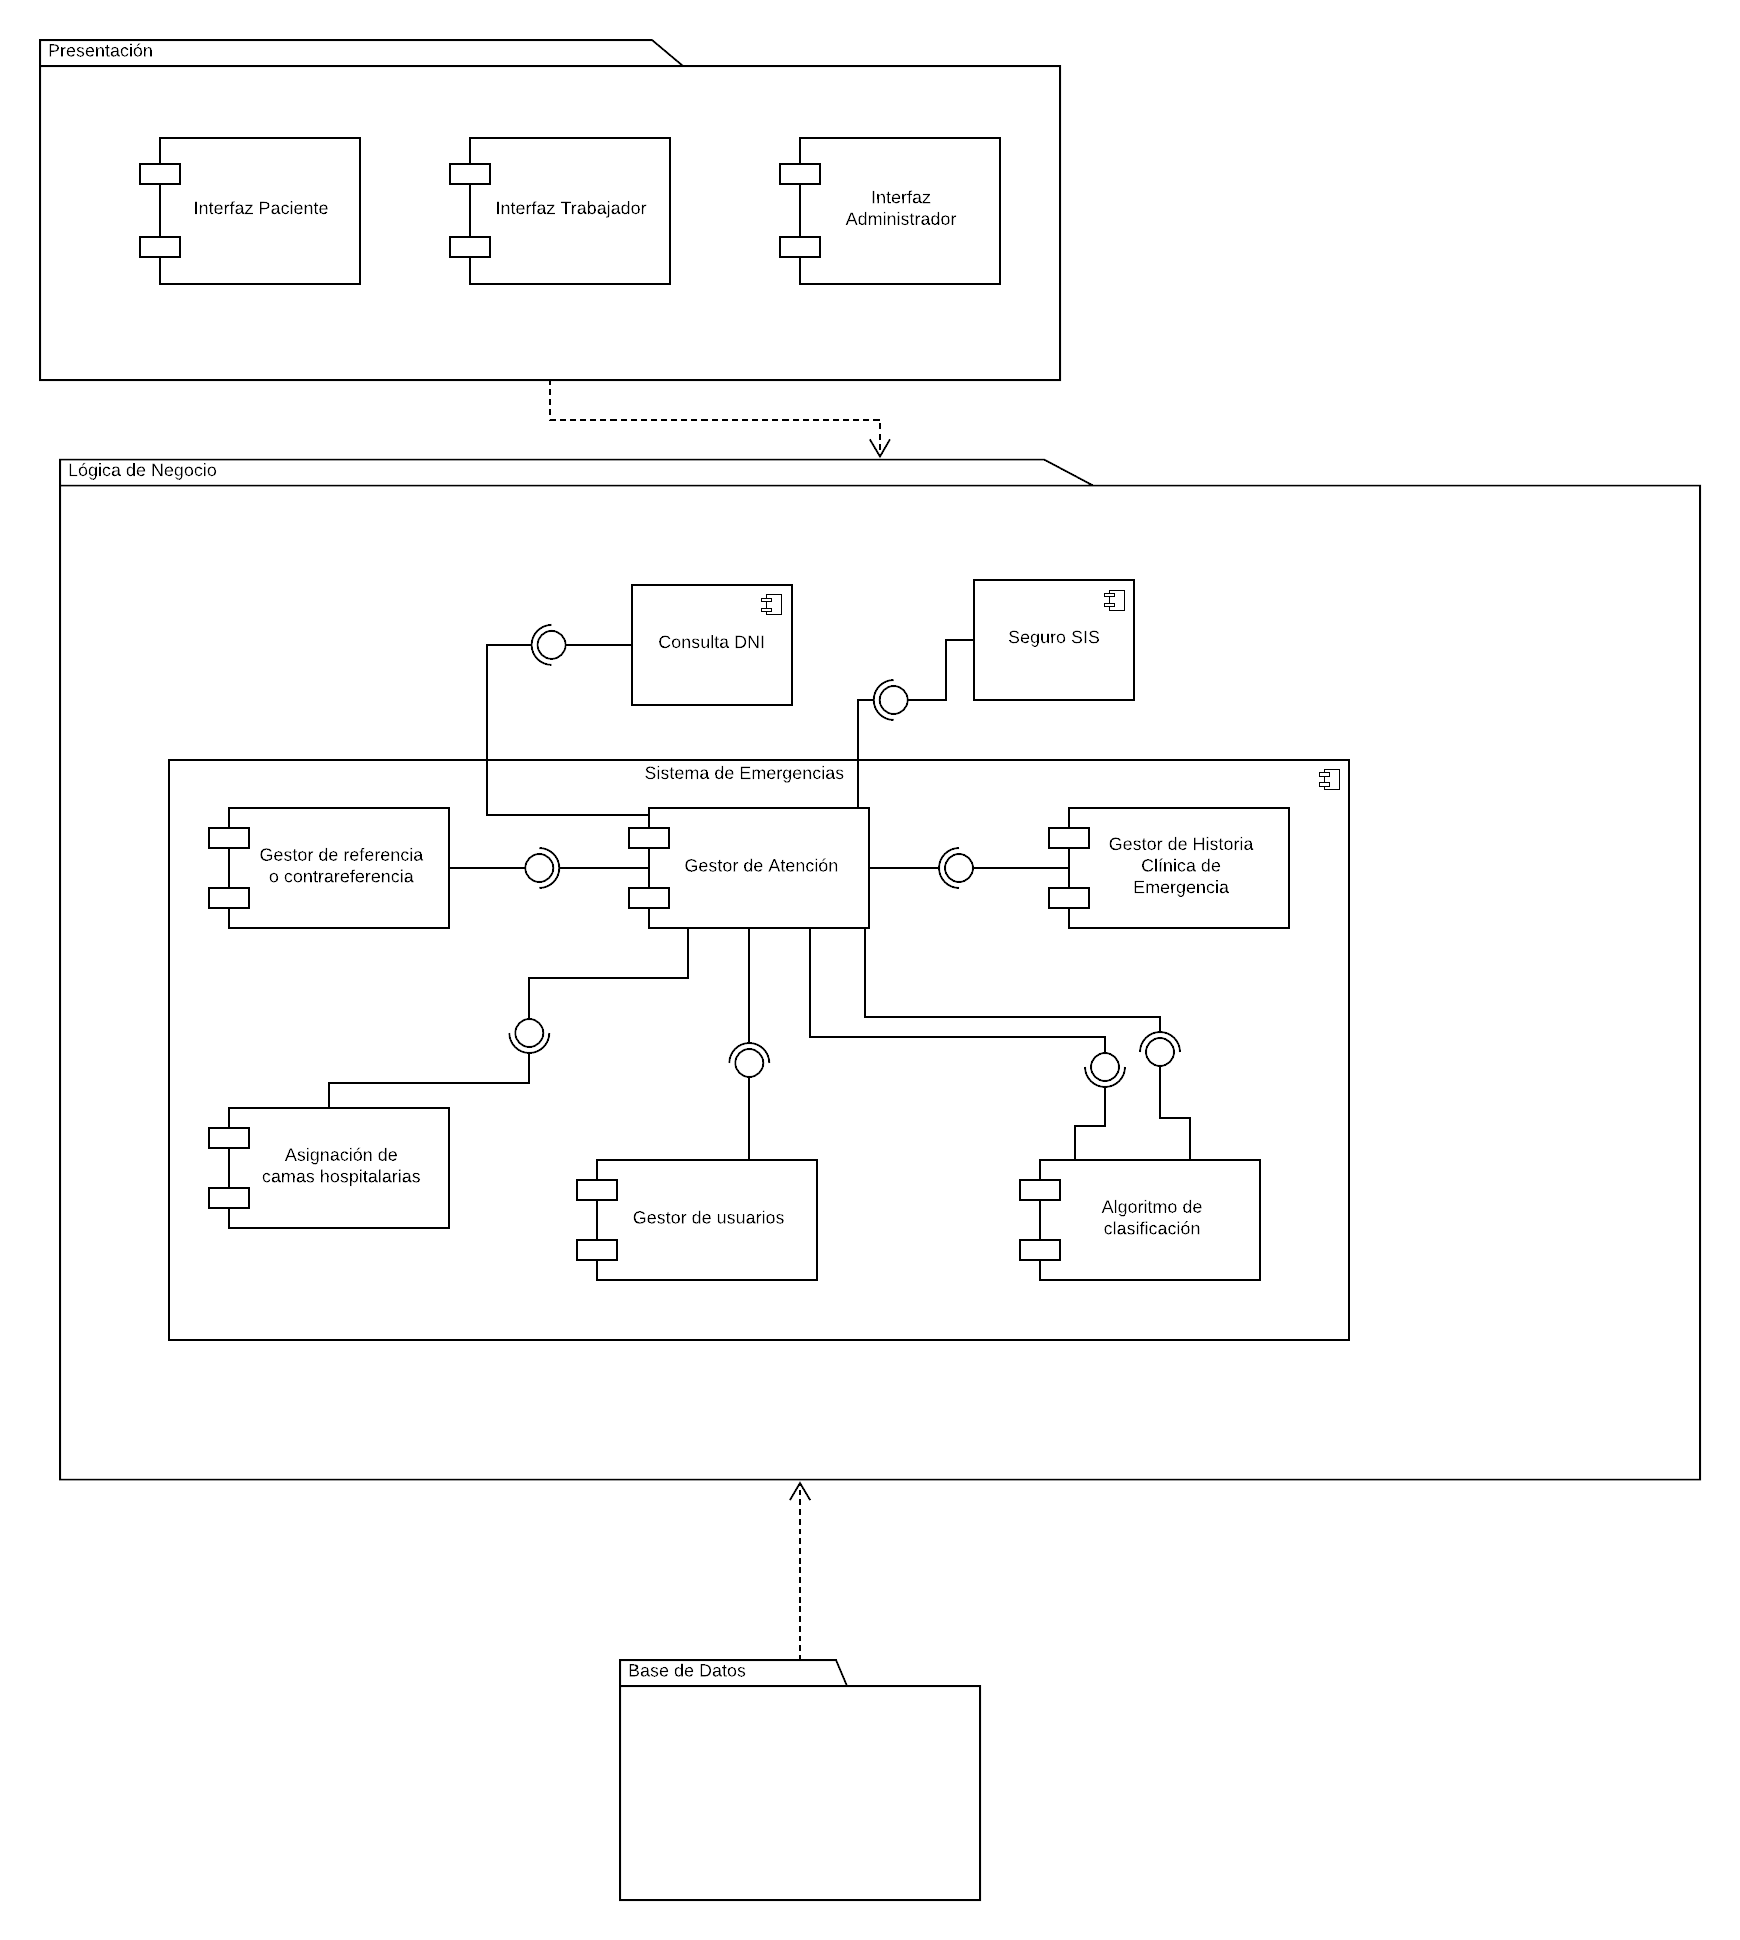 Presentación
Interfaz Paciente
Interfaz Trabajador
Interfaz
Administrador
Lógica de Negocio
Consulta DNI
Seguro SIS
Sistema de Emergencias
Gestor de referencia
o contrareferencia
Gestor de Atención
Gestor de Historia
Clínica de
Emergencia
Asignación de
camas hospitalarias
Gestor de usuarios
Algoritmo de
clasificación
Base de Datos